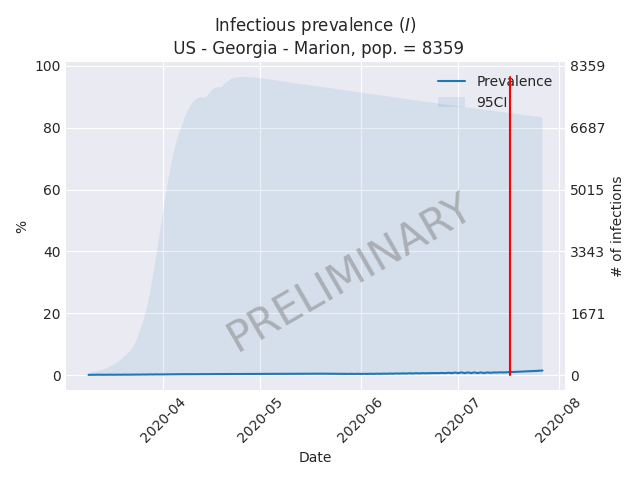 Infectious prevalence (I)
US - Georgia - Marion, pop. = 8359
100
80
60
40
20
0
%
8359
6687
5015
3343
1671
0
# of infections
Prevalence
95CI
PRELIMINARY
2020-04
2020-05
2020-06
2020-07
2020-08
Date